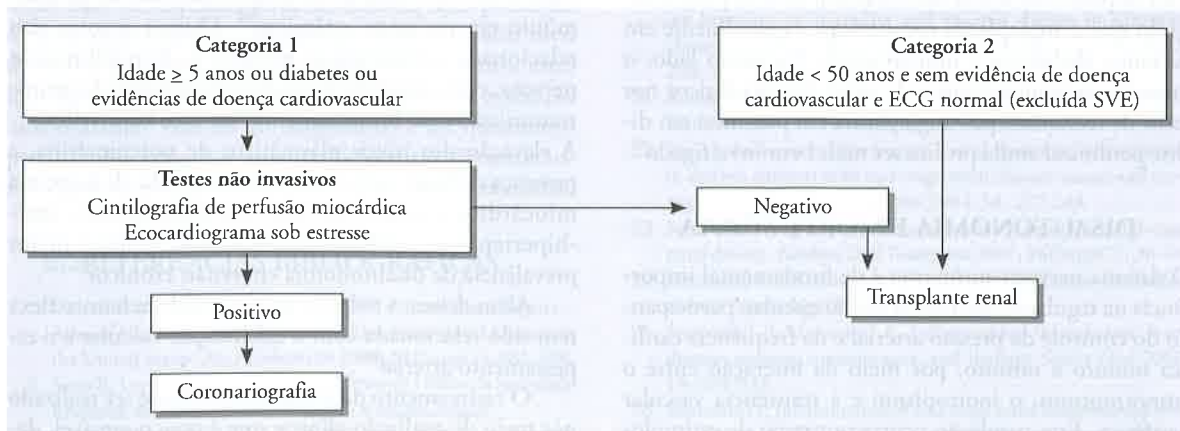 Categoria 1
Idade ≥ 5 anos ou diabetes ou
evidências de doença cardiovascular
Categoria 2
Idade < 50 anos e sem evidência de doença
cardiovascular e ECG normal (excluída SVE)
Testes não invasivos
Cintilografia de perfusão miocárdica
Ecocardiograma sob estresse
Negativo
Positivo
Transplante renal
Coronariografia